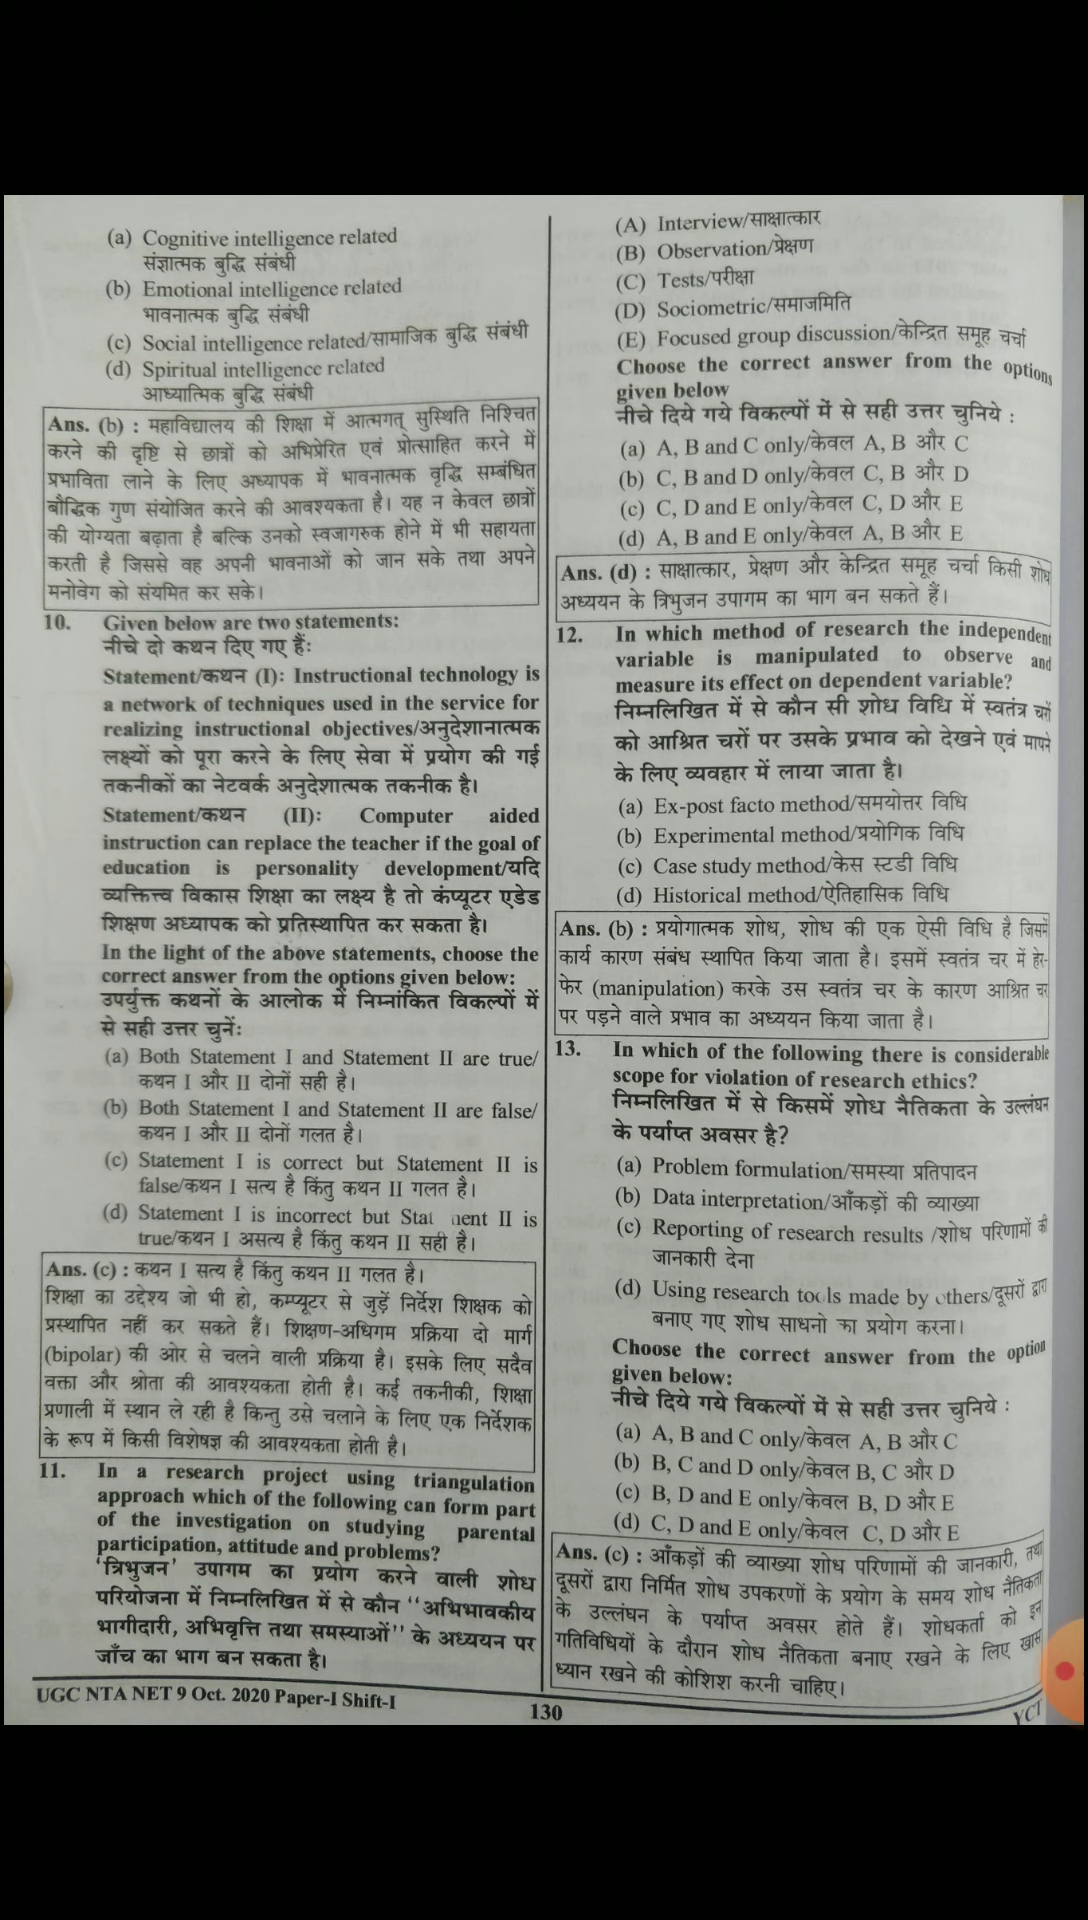 (a) Cognitive intelligence related
संज्ञात्मक बुद्धि संबंधी
(b) Emotional intelligence related
भावनात्मक बुद्धि संबंधी
(c) Social intelligence related/सामाजिक बुद्धि संबंधी
(d) Spiritual intelligence related
आध्यात्मिक बुद्धि संबंधी
Ans. (b) : महाविद्यालय की शिक्षा में आत्मगत् सुस्थिति निश्चित
करने की दृष्टि से छात्रों को अभिप्रेरित एवं प्रोत्साहित करने में
प्रभाविता लाने के लिए अध्यापक में भावनात्मक वृद्धि सम्बंधित
बौद्धिक गुण संयोजित करने की आवश्यकता है। यह न केवल छात्रों
की योग्यता बढ़ाता है बल्कि उनको स्वजागरुक होने में भी सहायता
करती है जिससे वह अपनी भावनाओं को जान सके तथा अपने
मनोवेग को संयमित कर सके।
10. Given below are two statements:
नीचे दो कथन दिए गए हैं:
Statement/कथन (I): Instructional technology is
a network of techniques used in the service for
realizing instructional objectives/अनुदेशानात्मक
लक्ष्यों को पूरा करने के लिए सेवा में प्रयोग की गई
तकनीकों का नेटवर्क अनुदेशात्मक तकनीक है।
Statement/कथन (II): Computer aided
instruction can replace the teacher if the goal of
education is personality development/यदि
व्यक्तित्त्व विकास शिक्षा का लक्ष्य है तो कंप्यूटर एडेड
शिक्षण अध्यापक को प्रतिस्थापित कर सकता है।
In the light of the above statements, choose the
correct answer from the options given below:
उपर्युक्त कथनों के आलोक में निम्नांकित विकल्पों में
से सही उत्तर चुनें:
(a) Both Statement I and Statement II are true/
कथन I और II दोनों सही है।
(b) Both Statement I and Statement II are false/
कथन I और II दोनों गलत है।
(c) Statement I is correct but Statement II is
false/कथन I सत्य है किंतु कथन II गलत है।
(d) Statement I is incorrect but Stat ment II is
true/कथन I असत्य है किंतु कथन II सही है।
Ans. (c) : कथन I सत्य है किंतु कथन II गलत है।
शिक्षा का उद्देश्य जो भी हो, कम्प्यूटर से जुड़ें निर्देश शिक्षक को
प्रस्थापित नहीं कर सकते हैं। शिक्षण-अधिगम प्रक्रिया दो मार्ग
(bipolar) की ओर से चलने वाली प्रक्रिया है। इसके लिए सदैव
वक्ता और श्रोता की आवश्यकता होती है। कई तकनीकी, शिक्षा
प्रणाली में स्थान ले रही है किन्तु उसे चलाने के लिए एक निर्देशक
के रूप में किसी विशेषज्ञ की आवश्यकता होती है।
11. In a research project using triangulation
approach which of the following can form part
of the investigation on studying parental
participation, attitude and problems?
'त्रिभुजन' उपागम का प्रयोग करने वाली शोध
परियोजना में निम्नलिखित में से कौन ''अभिभावकीय
भागीदारी, अभिवृत्ति तथा समस्याओं'' के अध्ययन पर
जाँच का भाग बन सकता है।
(A) Interview/साक्षात्कार
(B) Observation/प्रेक्षण
(C) Tests/परीक्षा
(D) Sociometric/समाजमिति
(E) Focused group discussion/केन्द्रित समूह चर्चा
Choose the correct answer from the options
given below
नीचे दिये गये विकल्पों में से सही उत्तर चुनिये :
(a) A, B and C only/केवल A, B और C
(b) C, B and D only/केवल C, B और D
(c) C, D and E only/केवल C, D और E
(d) A, B and E only/केवल A, B और E
Ans. (d) : साक्षात्कार, प्रेक्षण और केन्द्रित समूह चर्चा किसी शोध
अध्ययन के त्रिभुजन उपागम का भाग बन सकते हैं।
12. In which method of research the independent
variable is manipulated to observe and
measure its effect on dependent variable?
निम्नलिखित में से कौन सी शोध विधि में स्वतंत्र चरों
को आश्रित चरों पर उसके प्रभाव को देखने एवं मापने
के लिए व्यवहार में लाया जाता है।
(a) Ex-post facto method/समयोत्तर विधि
(b) Experimental method/प्रयोगिक विधि
(c) Case study method/केस स्टडी विधि
(d) Historical method/ऐतिहासिक विधि
Ans. (b) : प्रयोगात्मक शोध, शोध की एक ऐसी विधि है जिसमें
कार्य कारण संबंध स्थापित किया जाता है। इसमें स्वतंत्र चर में हेर-
फेर (manipulation) करके उस स्वतंत्र चर के कारण आश्रित चर
पर पड़ने वाले प्रभाव का अध्ययन किया जाता है।
13. In which of the following there is considerable
scope for violation of research ethics?
निम्नलिखित में से किसमें शोध नैतिकता के उल्लंघन
के पर्याप्त अवसर है?
(a) Problem formulation/समस्या प्रतिपादन
(b) Data interpretation/आँकड़ों की व्याख्या
(c) Reporting of research results /शोध परिणामों की
जानकारी देना
(d) Using research tools made by others/दूसरों द्वारा
बनाए गए शोध साधनो का प्रयोग करना।
Choose the correct answer from the option
given below:
नीचे दिये गये विकल्पों में से सही उत्तर चुनिये :
(a) A, B and C only/केवल A, B और C
(b) B, C and D only/केवल B, C और D
(c) B, D and E only/केवल B, D और E
(d) C, D and E only/केवल C, D और E
Ans. (c) : आँकड़ों की व्याख्या शोध परिणामों की जानकारी, तथा
दूसरों द्वारा निर्मित शोध उपकरणों के प्रयोग के समय शोध नैतिकता
के उल्लंघन के पर्याप्त अवसर होते हैं। शोधकर्ता को इन
गतिविधियों के दौरान शोध नैतिकता बनाए रखने के लिए खास
ध्यान रखने की कोशिश करनी चाहिए।
UGC NTA NET 9 Oct. 2020 Paper-I Shift-I
130
YCT